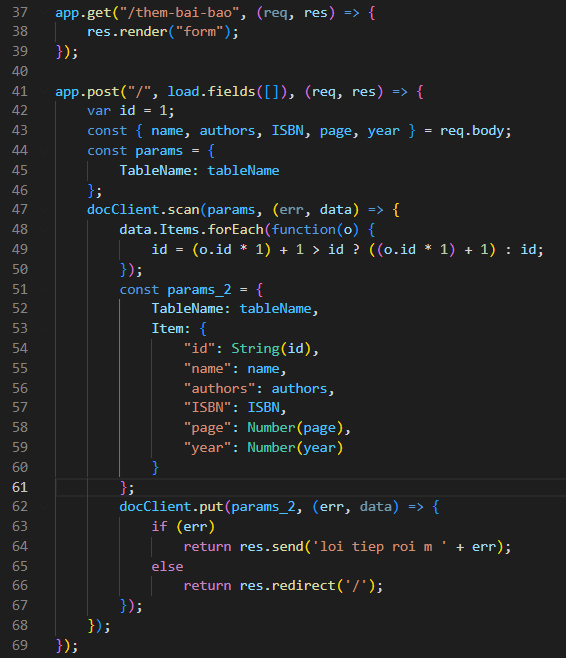 37 app.get("/them-bai-bao", (req, res) => {
38     res.render("form");
39 });
40
41 app.post("/", load.fields([]), (req, res) => {
42     var id = 1;
43     const { name, authors, ISBN, page, year } = req.body;
44     const params = {
45         TableName: tableName
46     };
47     docClient.scan(params, (err, data) => {
48         data.Items.forEach(function(o) {
49             id = (o.id * 1) + 1 > id ? ((o.id * 1) + 1) : id;
50         });
51         const params_2 = {
52             TableName: tableName,
53             Item: {
54                 "id": String(id),
55                 "name": name,
56                 "authors": authors,
57                 "ISBN": ISBN,
58                 "page": Number(page),
59                 "year": Number(year)
60             }
61         };
62         docClient.put(params_2, (err, data) => {
63             if (err)
64                 return res.send('loi tiep roi m ' + err);
65             else
66                 return res.redirect('/');
67         });
68     });
69 });